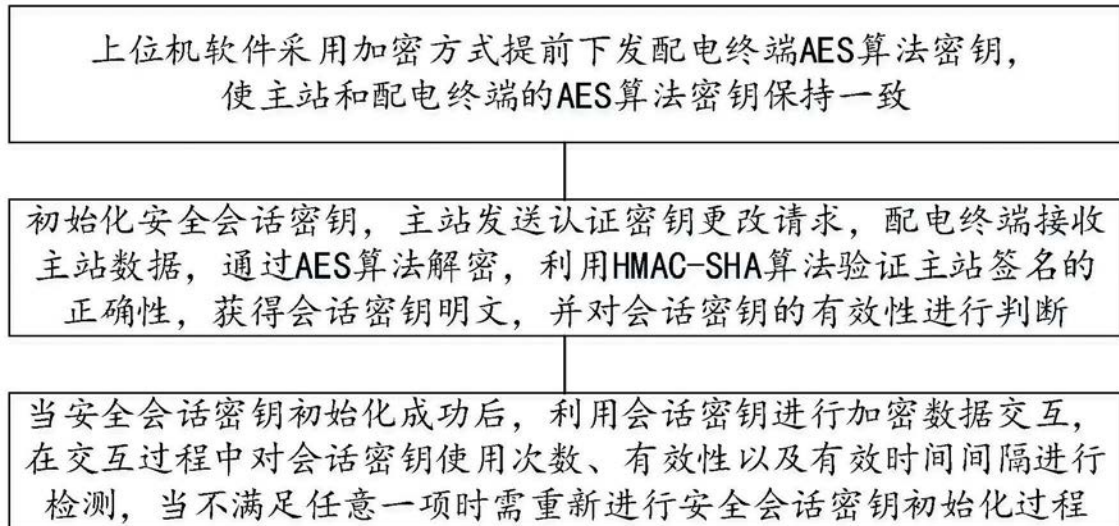 上位机软件采用加密方式提前下发配电终端AES算法密钥，
使主站和配电终端的AES算法密钥保持一致
初始化安全会话密钥，主站发送认证密钥更改请求，配电终端接收
主站数据，通过AES算法解密，利用HMAC-SHA算法验证主站签名的
正确性，获得会话密钥明文，并对会话密钥的有效性进行判断
当安全会话密钥初始化成功后，利用会话密钥进行加密数据交互，
在交互过程中对会话密钥使用次数、有效性以及有效时间间隔进行
检测，当不满足任意一项时需重新进行安全会话密钥初始化过程